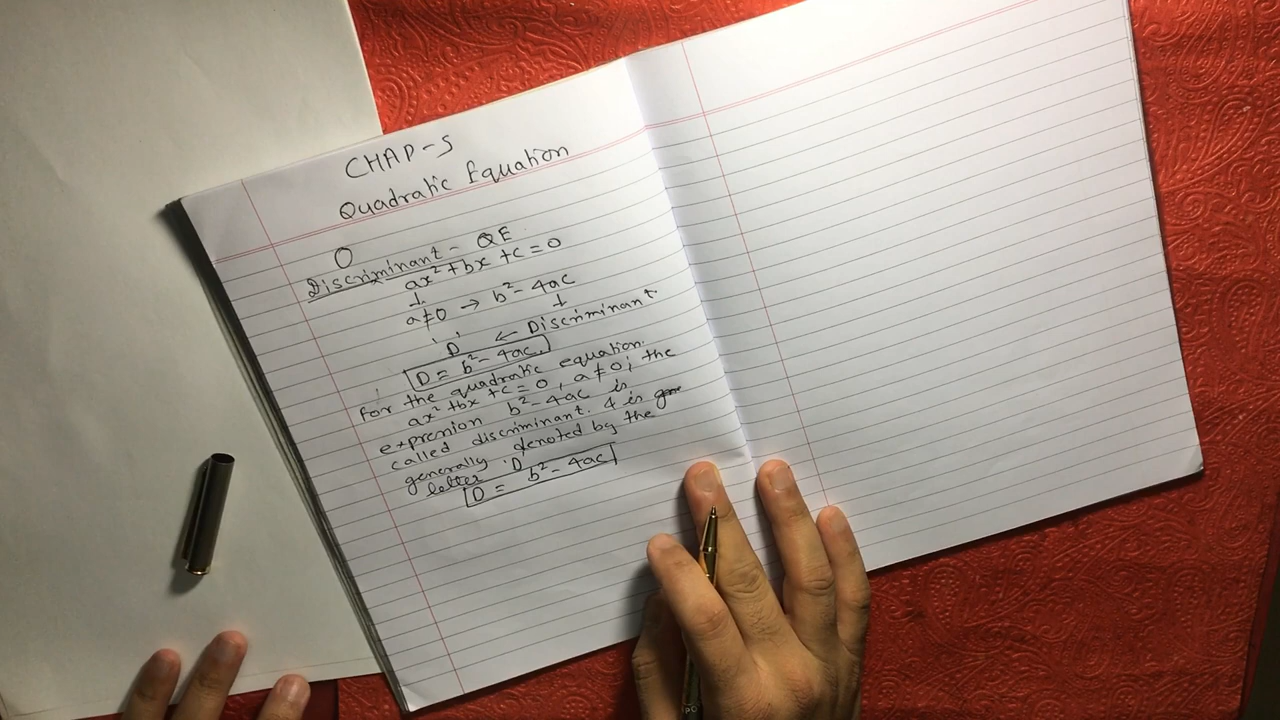 CHAP-5
Quadratic Equation
Discriminant - QE
ax² + bx + c = 0
a ≠ 0 → b² - 4ac
'D' ← Discriminant
D = b² - 4ac.
For the quadratic equation.
ax² + bx + c = 0, a ≠ 0; the
expression b² - 4ac is
called discriminant. & is
generally denoted by the
letter 'D'
D = b² - 4ac